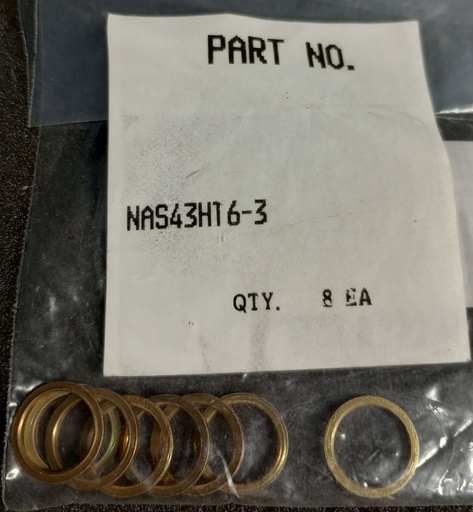 PART NO.
NAS43HT6-3
QTY. 8 EA